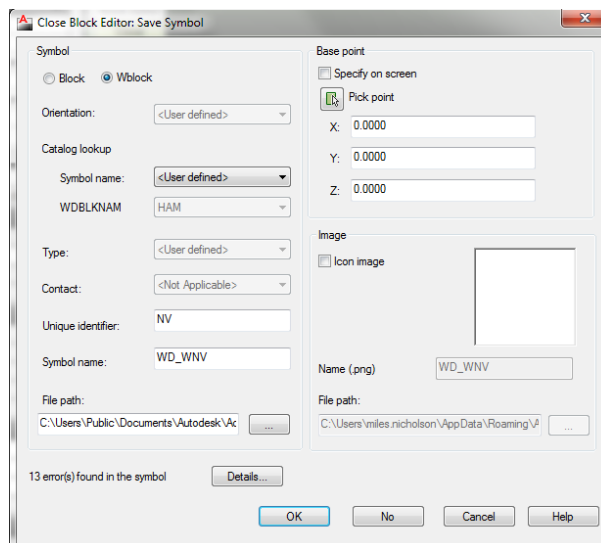 Close Block Editor: Save Symbol
Symbol
Block
Wblock
Orientation:
<User defined>
Catalog lookup
Symbol name:
<User defined>
WDBLKNAM
HAM
Type:
<User defined>
Contact:
<Not Applicable>
Unique identifier:
NV
Symbol name:
WD_WNV
File path:
C:\Users\Public\Documents\Autodesk\Ac
...
Base point
Specify on screen
Pick point
X: 0.0000
Y: 0.0000
Z: 0.0000
Image
Icon image
Name (.png)
WD_WNV
File path:
C:\Users\miles.nicholson\AppData\Roaming\A
...
13 error(s) found in the symbol
Details...
OK
No
Cancel
Help